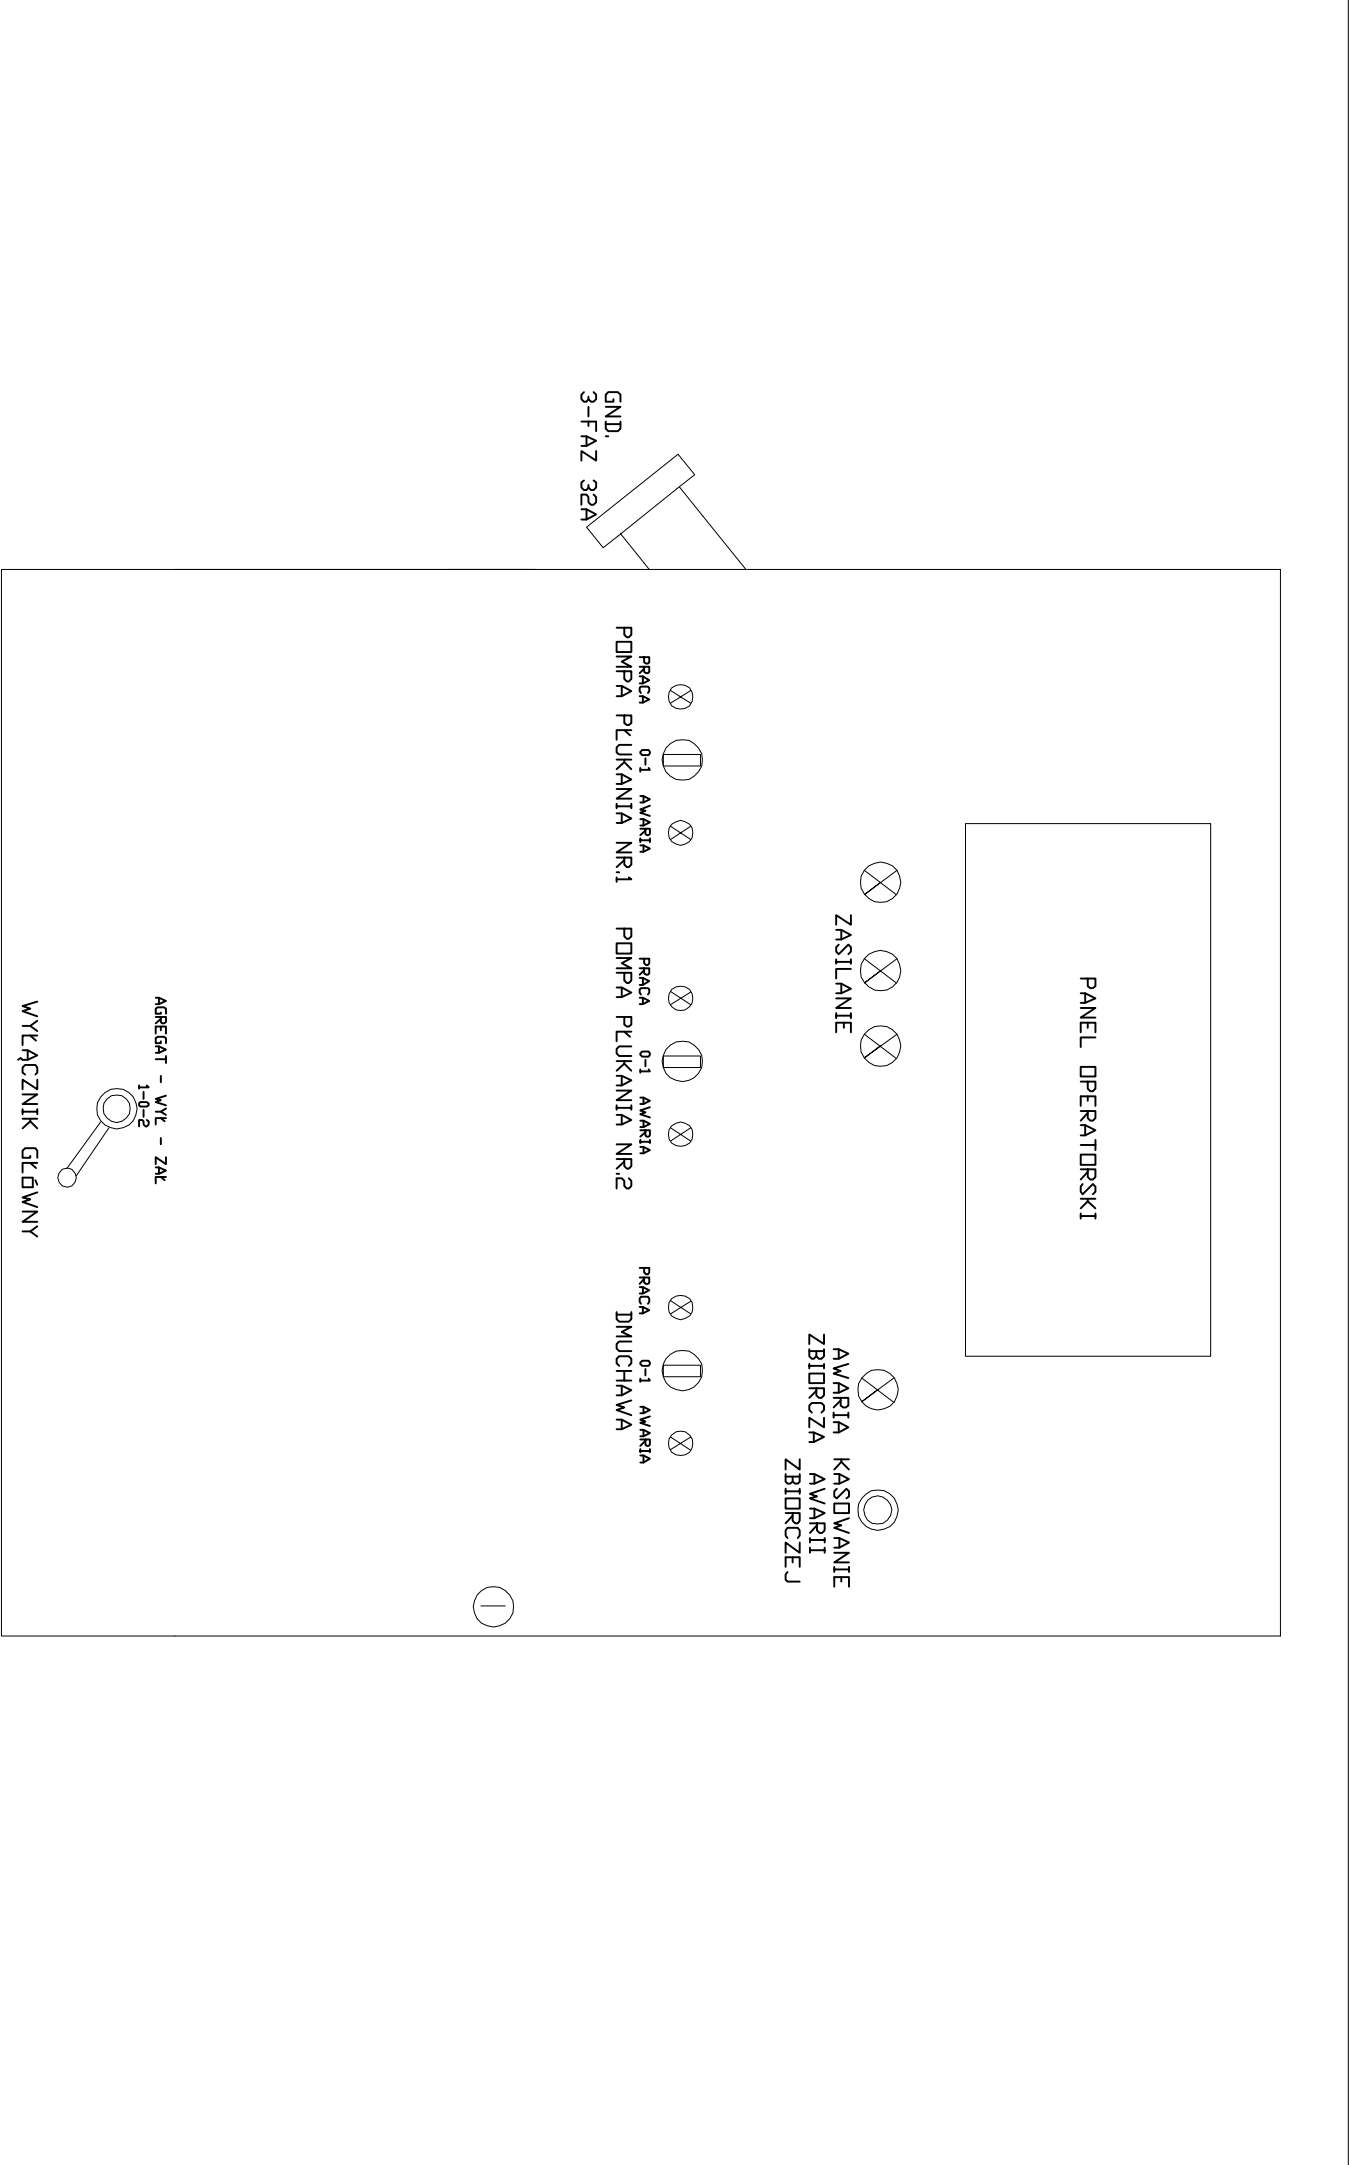 PANEL OPERATORSKI
ZASILANIE
AWARIA
ZBIORCZA
KASOWANIE
AWARII
ZBIORCZEJ
GND.
3-FAZ 32A
PRACA 0-1 AWARIA
POMPA PŁUKANIA NR.1
PRACA 0-1 AWARIA
POMPA PŁUKANIA NR.2
PRACA 0-1 AWARIA
DMUCHAWA
AGREGAT - WYŁ - ZAŁ
1-0-2
WYŁĄCZNIK GŁÓWNY